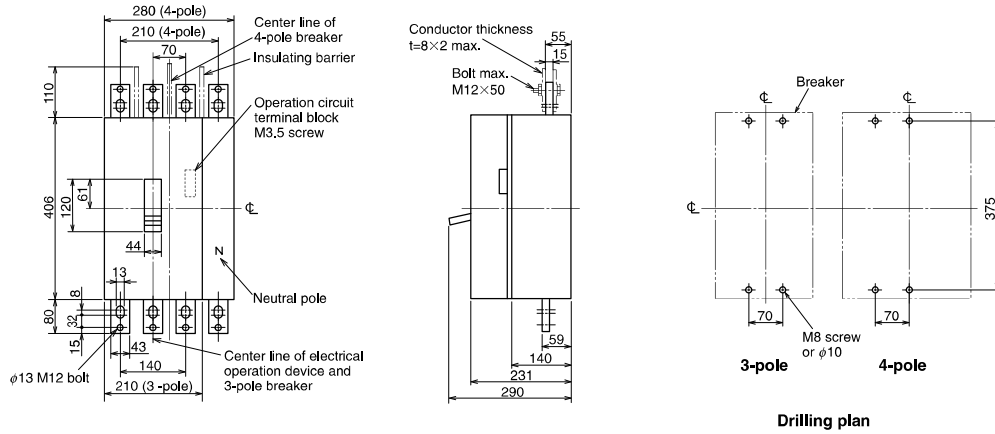 280 (4-pole)
210 (4-pole)
70
Center line of
4-pole breaker
Insulating barrier
110
Operation circuit
terminal block
M3.5 screw
406
120
61
℄
44
N
13
8
Neutral pole
80
32
15
43
φ13 M12 bolt
140
210 (3 -pole)
Center line of electrical
operation device and
3-pole breaker
Conductor thickness
t=8×2 max.
55
15
Bolt max.
M12×50
59
140
231
290
Breaker
℄
℄
℄
375
70
70
M8 screw
or φ10
3-pole
4-pole
Drilling plan